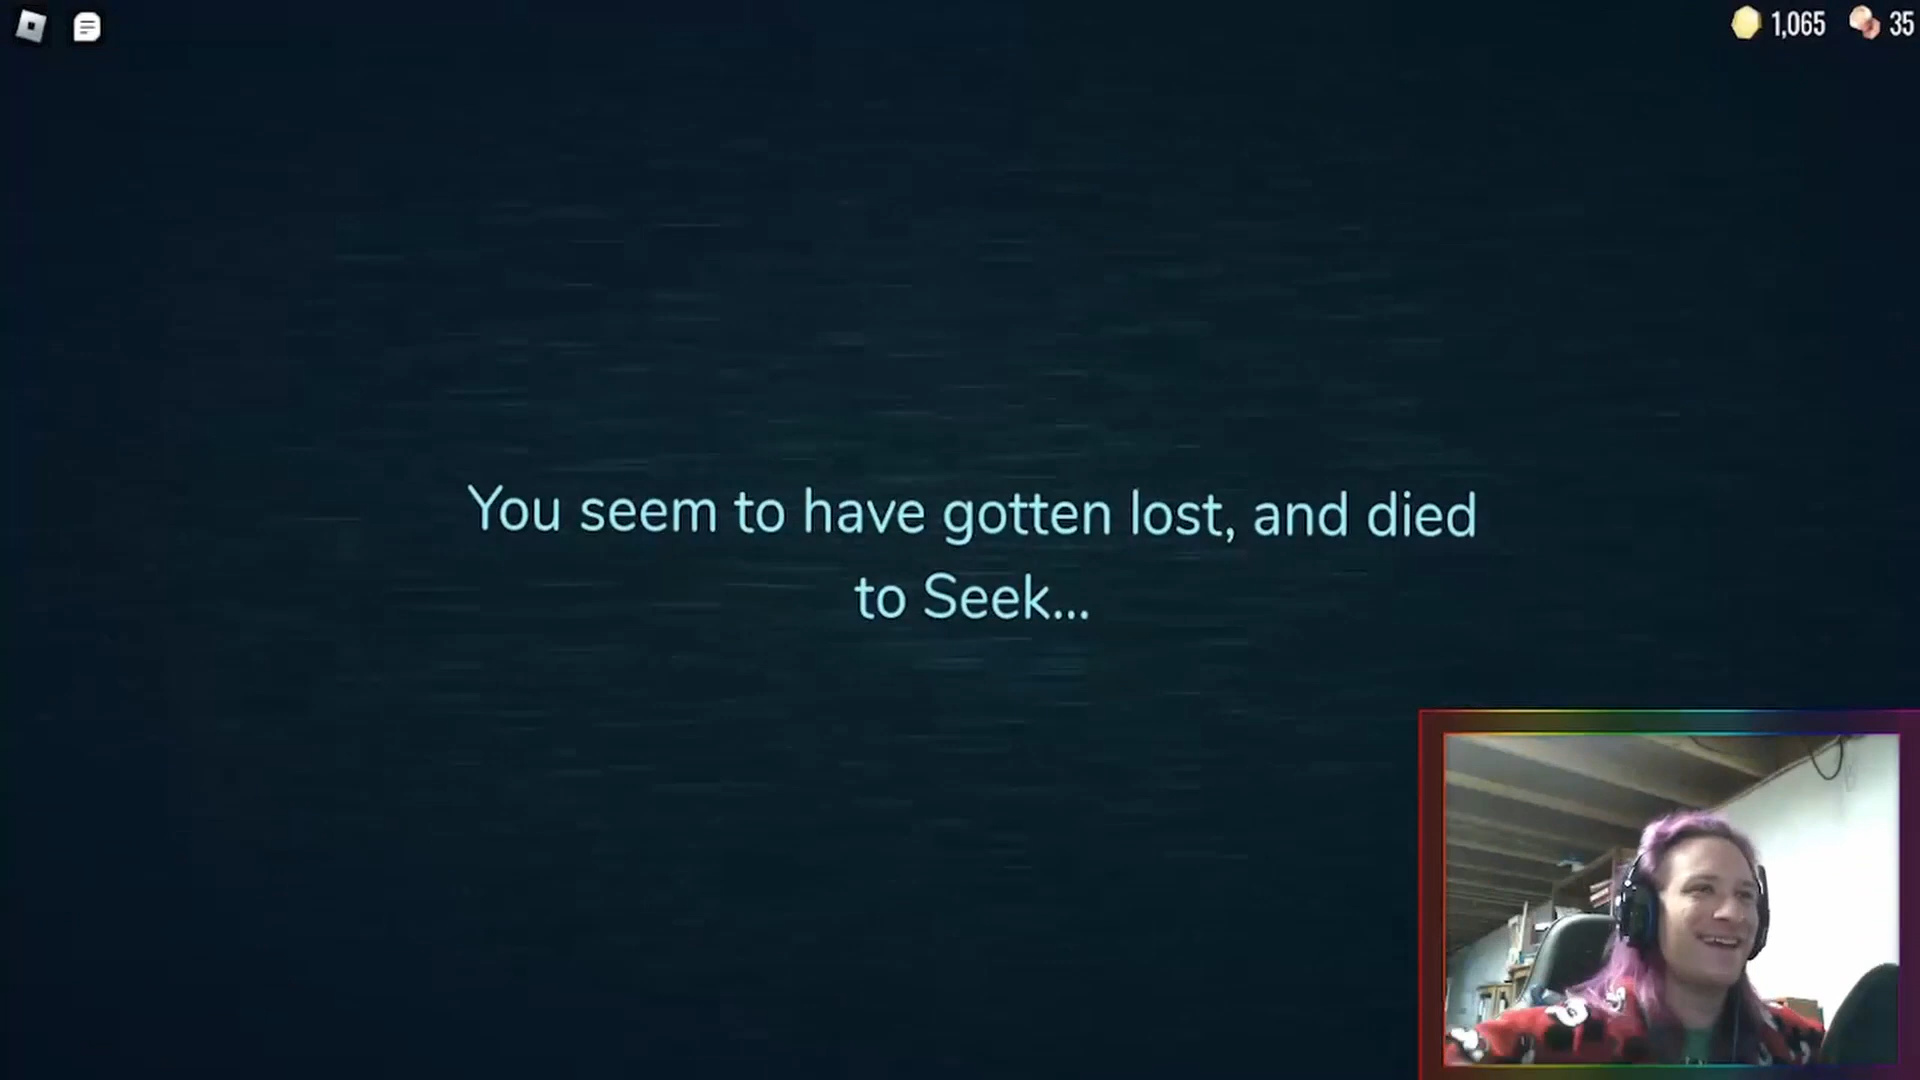 1,065 35
You seem to have gotten lost, and died
to Seek...